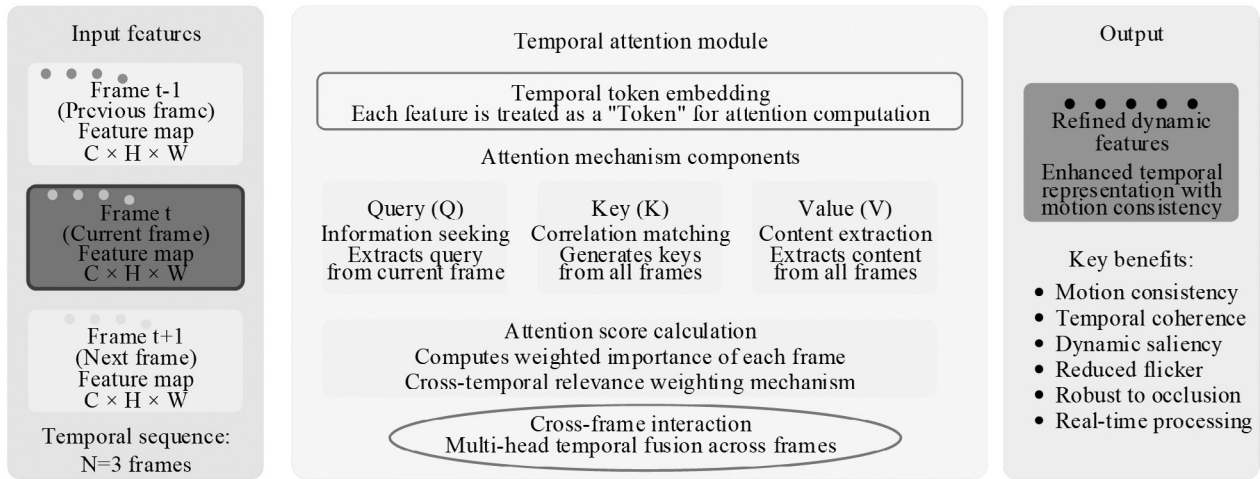 Input features
Frame t-1
(Previous frame)
Feature map
C × H × W
Frame t
(Current frame)
Feature map
C × H × W
Frame t+1
(Next frame)
Feature map
C × H × W
Temporal sequence:
N=3 frames
Temporal attention module
Temporal token embedding
Each feature is treated as a "Token" for attention computation
Attention mechanism components
Query (Q)
Information seeking
Extracts query
from current frame
Key (K)
Correlation matching
Generates keys
from all frames
Value (V)
Content extraction
Extracts content
from all frames
Attention score calculation
Computes weighted importance of each frame
Cross-temporal relevance weighting mechanism
Cross-frame interaction
Multi-head temporal fusion across frames
Output
Refined dynamic
features
Enhanced temporal
representation with
motion consistency
Key benefits:
• Motion consistency
• Temporal coherence
• Dynamic saliency
• Reduced flicker
• Robust to occlusion
• Real-time processing